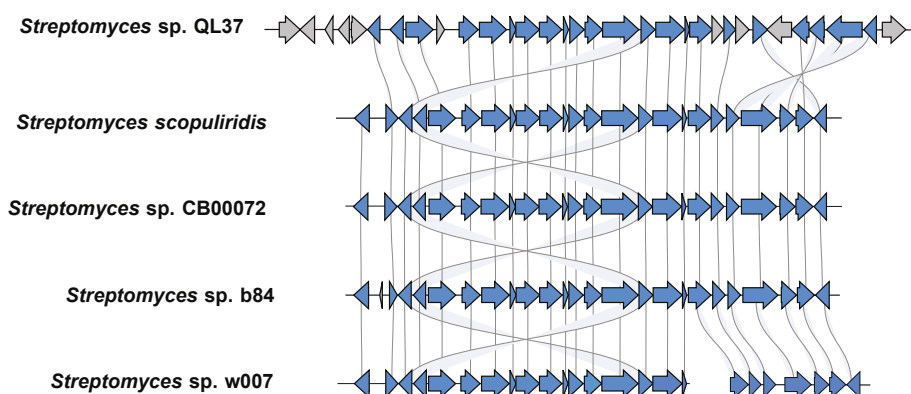 Streptomyces sp. QL37
Streptomyces scopuliridis
Streptomyces sp. CB00072
Streptomyces sp. b84
Streptomyces sp. w007